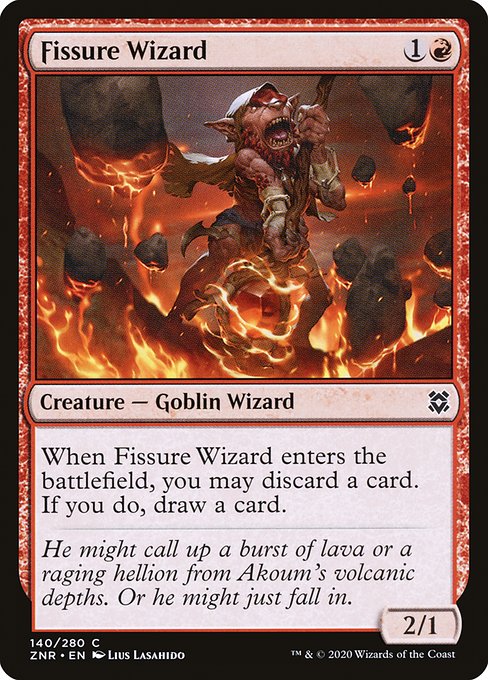 Fissure Wizard 1
Creature — Goblin Wizard
When Fissure Wizard enters the
battlefield, you may discard a card.
If you do, draw a card.
He might call up a burst of lava or a
raging hellion from Akoum's volcanic
depths. Or he might just fall in.
2/1
140/280 C
ZNR • EN Lius Lasahido
™ & © 2020 Wizards of the Coast